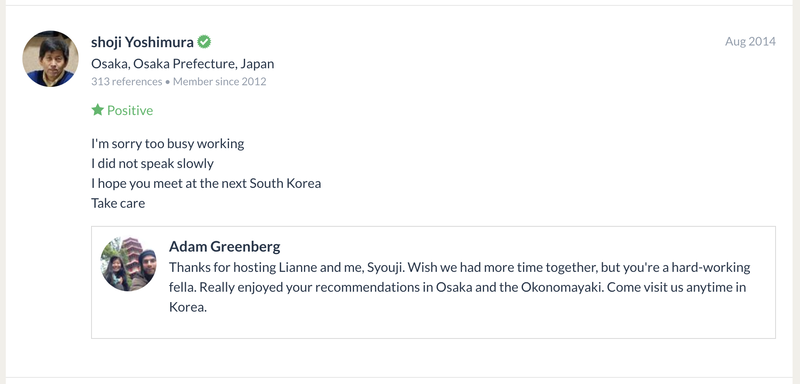 shoji Yoshimura
Aug 2014
Osaka, Osaka Prefecture, Japan
313 references • Member since 2012
Positive
I'm sorry too busy working
I did not speak slowly
I hope you meet at the next South Korea
Take care
Adam Greenberg
Thanks for hosting Lianne and me, Syouji. Wish we had more time together, but you're a hard-working
fella. Really enjoyed your recommendations in Osaka and the Okonomayaki. Come visit us anytime in
Korea.